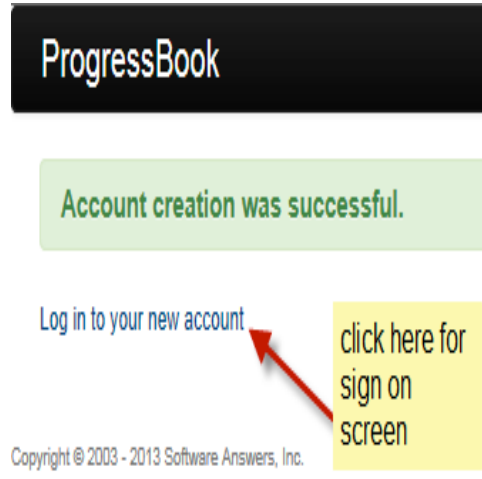 ProgressBook
Account creation was successful.
Log in to your new account
click here for
sign on
screen
Copyright © 2003 - 2013 Software Answers, Inc.